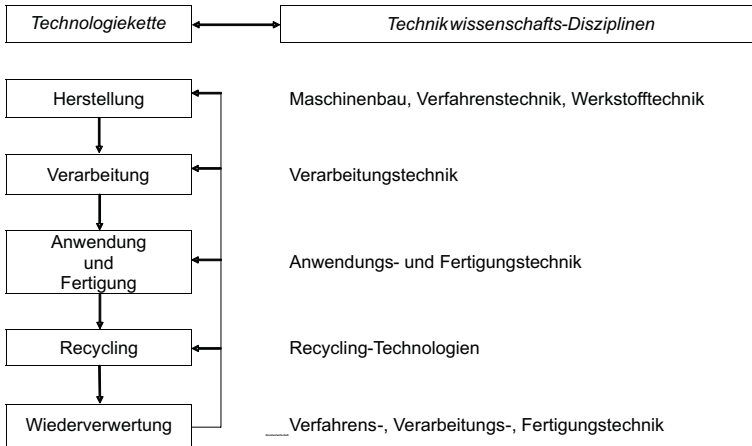 Technologiekette
Technikwissenschafts-Disziplinen
Herstellung
Maschinenbau, Verfahrenstechnik, Werkstofftechnik
Verarbeitung
Verarbeitungstechnik
Anwendung
und
Fertigung
Anwendungs- und Fertigungstechnik
Recycling
Recycling-Technologien
Wiederverwertung
Verfahrens-, Verarbeitungs-, Fertigungstechnik